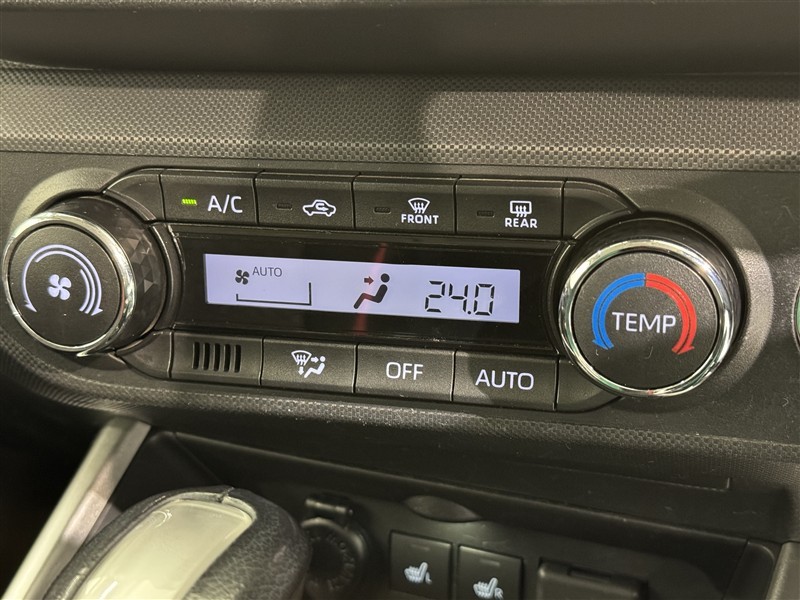 A/C
FRONT
REAR
AUTO
24.0
TEMP
OFF
AUTO
L
R